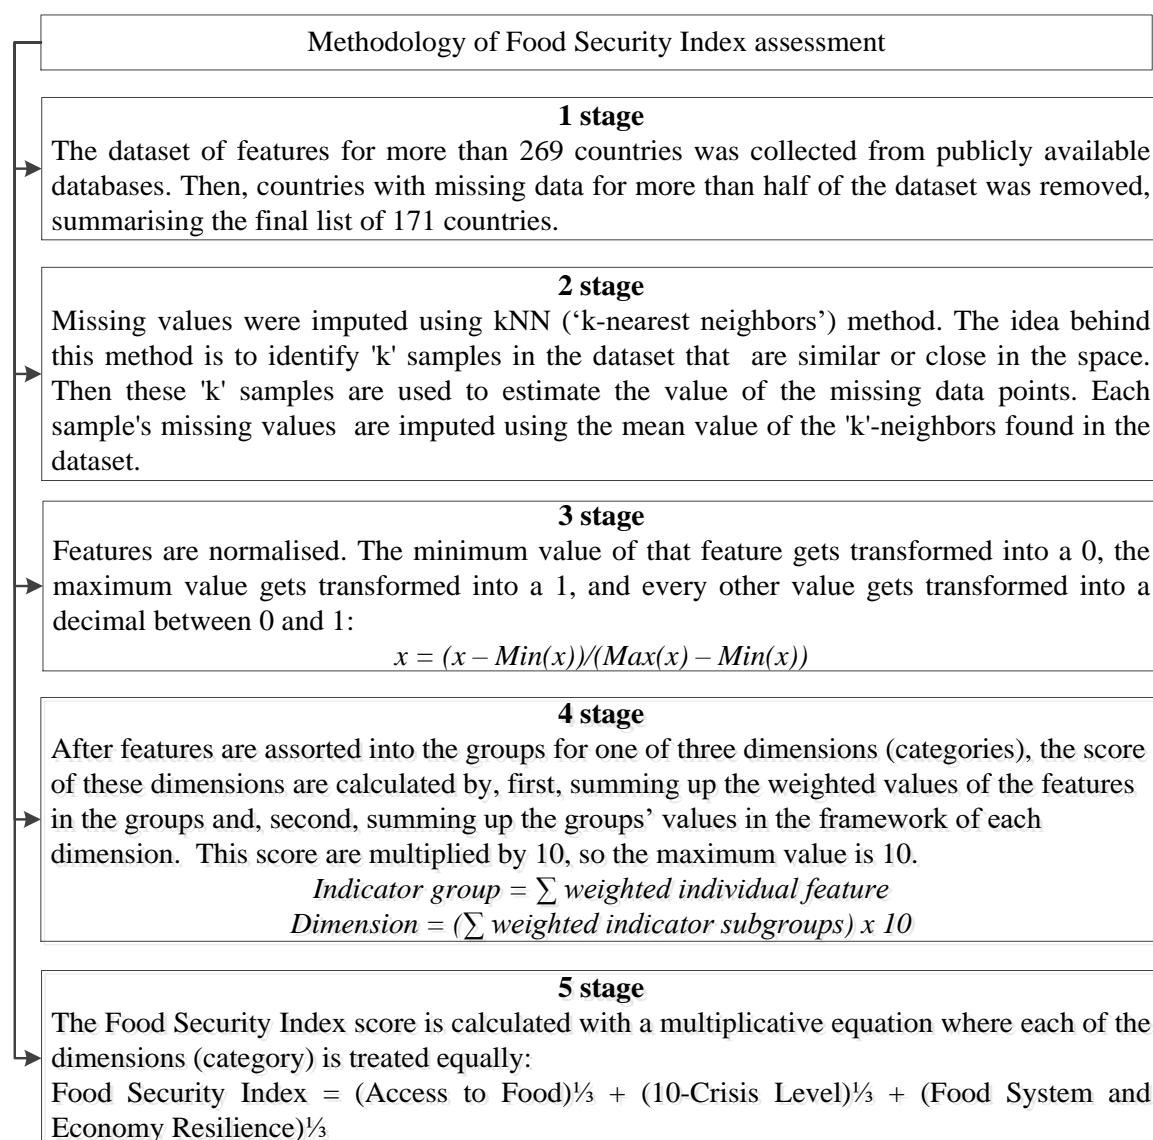 Methodology of Food Security Index assessment
1 stage
The dataset of features for more than 269 countries was collected from publicly available
databases. Then, countries with missing data for more than half of the dataset was removed,
summarising the final list of 171 countries.
2 stage
Missing values were imputed using kNN (‘k-nearest neighbors’) method. The idea behind
this method is to identify 'k' samples in the dataset that are similar or close in the space.
Then these 'k' samples are used to estimate the value of the missing data points. Each
sample's missing values are imputed using the mean value of the 'k'-neighbors found in the
dataset.
3 stage
Features are normalised. The minimum value of that feature gets transformed into a 0, the
maximum value gets transformed into a 1, and every other value gets transformed into a
decimal between 0 and 1:
x = (x – Min(x))/(Max(x) – Min(x))
4 stage
After features are assorted into the groups for one of three dimensions (categories), the score
of these dimensions are calculated by, first, summing up the weighted values of the features
in the groups and, second, summing up the groups’ values in the framework of each
dimension. This score are multiplied by 10, so the maximum value is 10.
Indicator group = ∑ weighted individual feature
Dimension = (∑ weighted indicator subgroups) x 10
5 stage
The Food Security Index score is calculated with a multiplicative equation where each of the
dimensions (category) is treated equally:
Food Security Index = (Access to Food)⅓ + (10-Crisis Level)⅓ + (Food System and
Economy Resilience)⅓